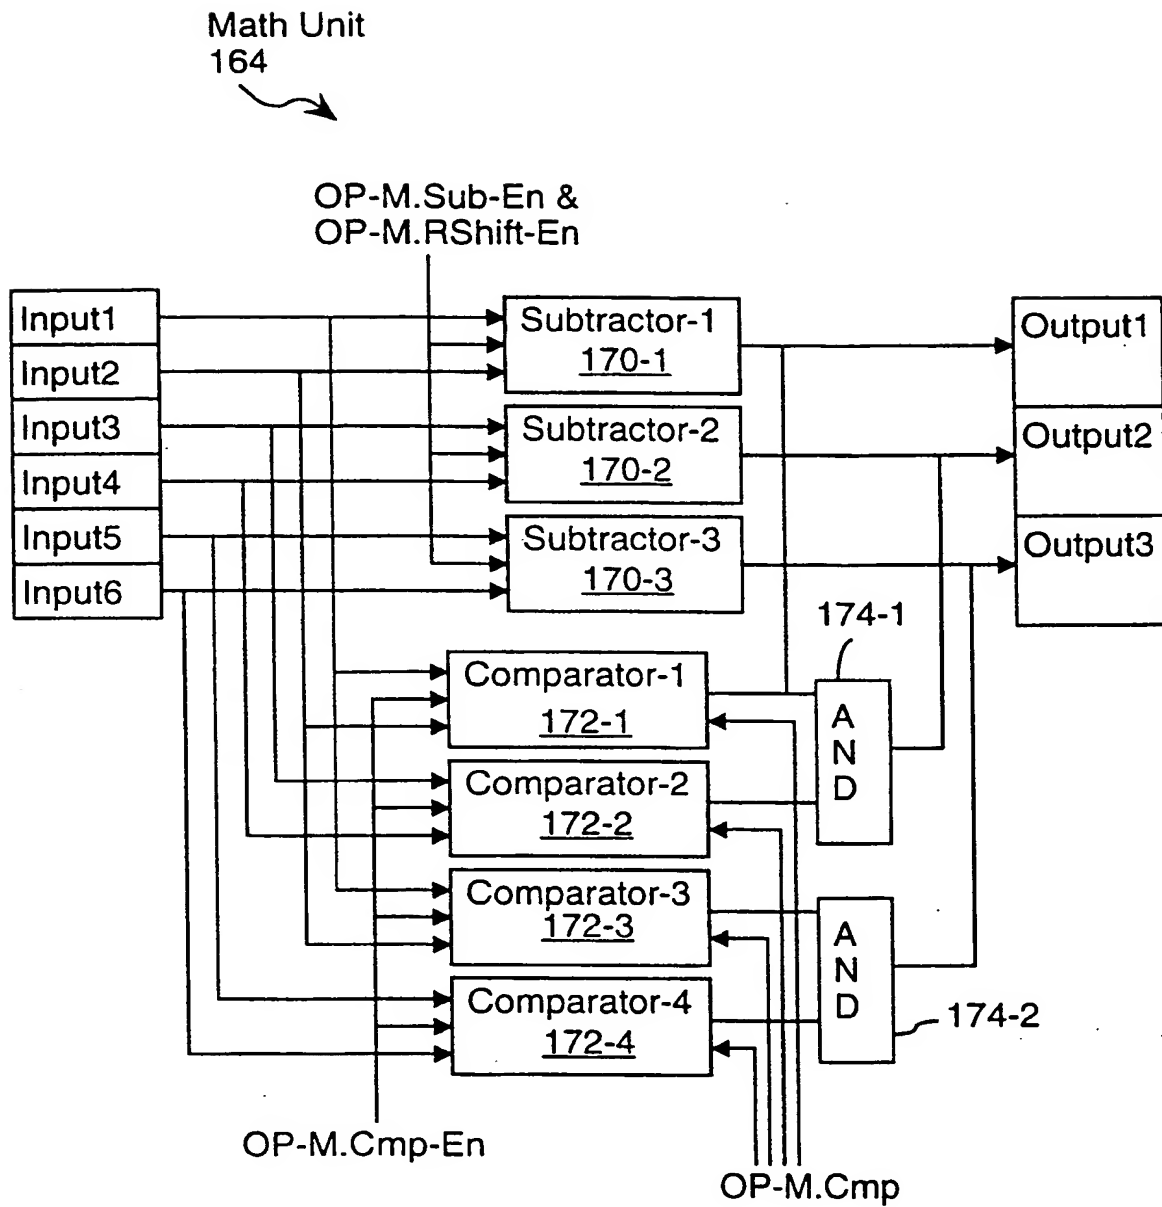 Math Unit
164
OP-M.Sub-En &
OP-M.RShift-En
Input1
Input2
Input3
Input4
Input5
Input6
Subtractor-1
170-1
Subtractor-2
170-2
Subtractor-3
170-3
Output1
Output2
Output3
174-1
Comparator-1
172-1
Comparator-2
172-2
Comparator-3
172-3
Comparator-4
172-4
A
N
D
A
N
D
174-2
OP-M.Cmp-En
OP-M.Cmp